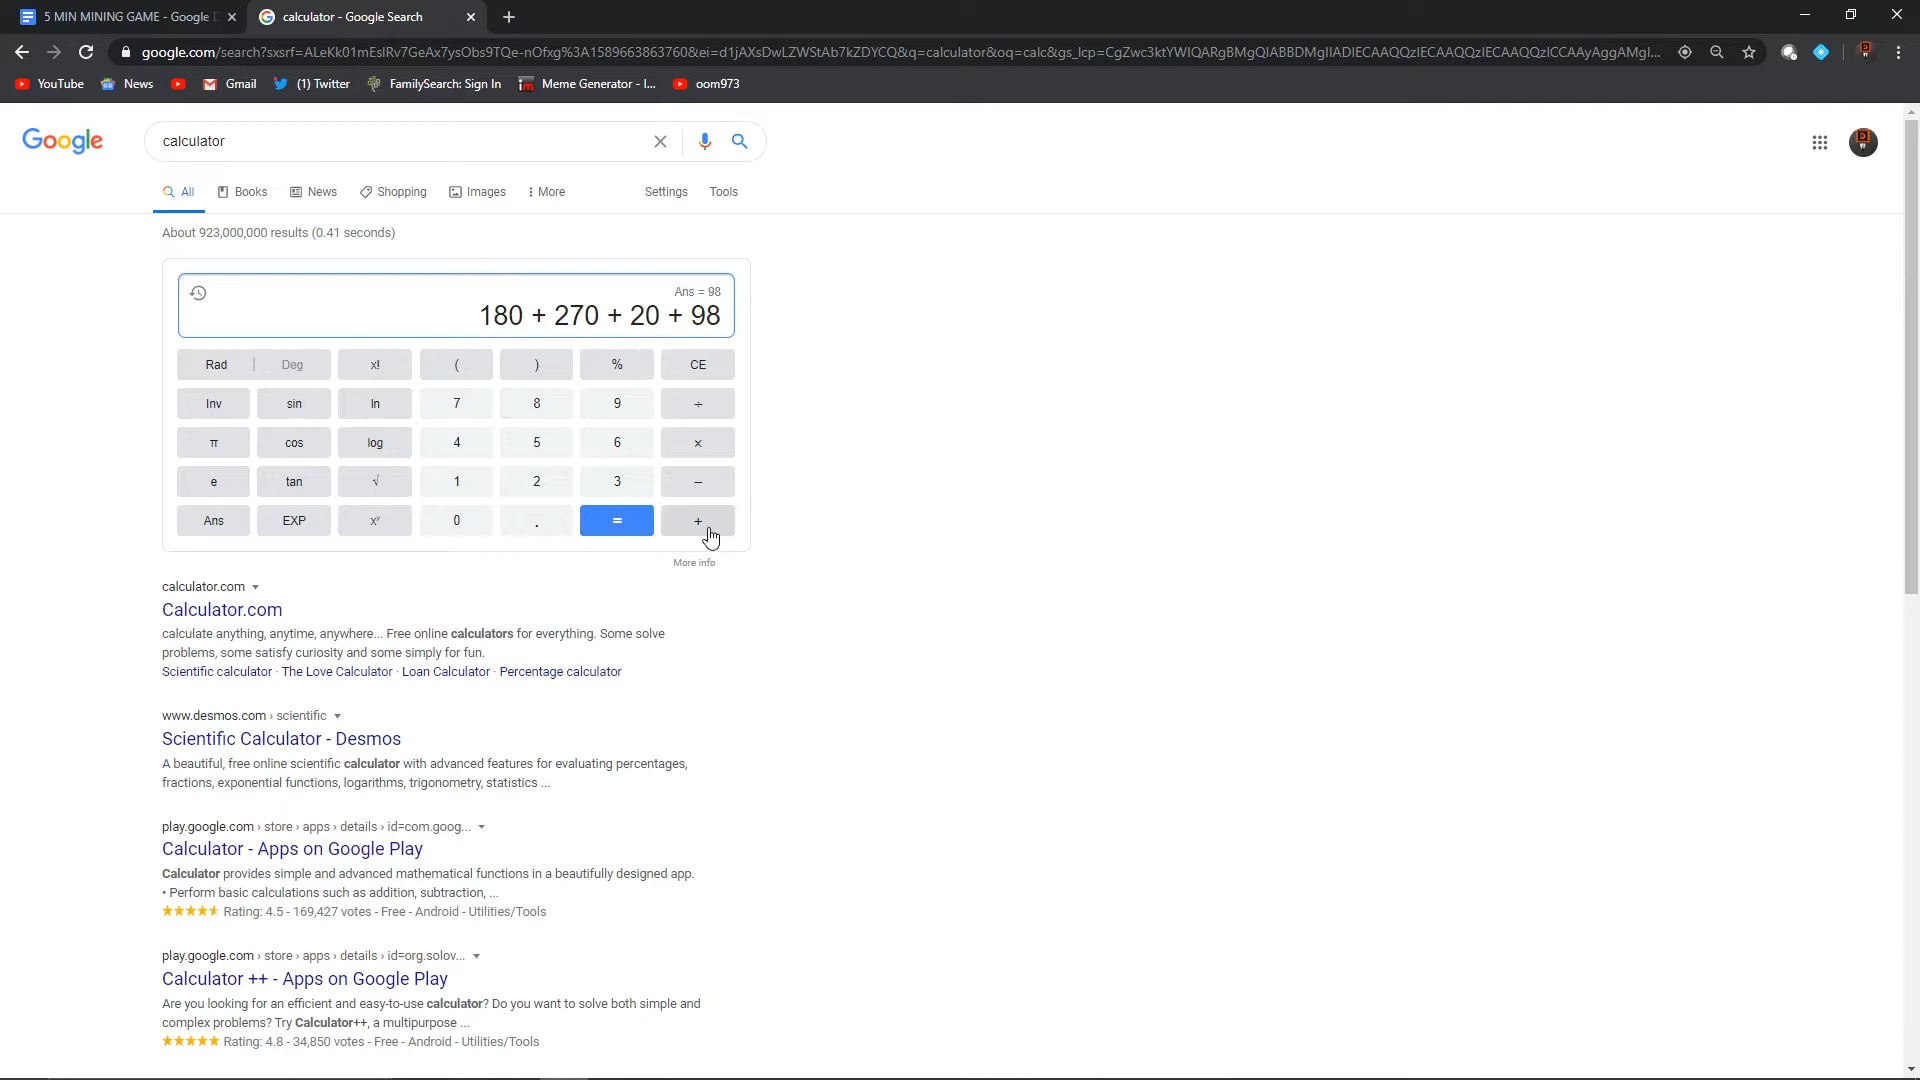 5 MIN MINING GAME - Google
calculator - Google Search
google.com/search?sxsrf=ALeKk01mEslRv7GeAx7ysObs9TQe-nOfxg%3A1589663863760&ei=d1jAXsDwLZWStAb7kZDYCQ&q=calculator&oq=calc&gs_lcp=CgZwc3ktYWIQARgBMgQIABBDMgIIADIECAAQQzIECAAQQzIECAAQQzICCAAyAggAMgI...
YouTube News Gmail (1) Twitter FamilySearch: Sign In Meme Generator - I... oom973
Google
calculator
All Books News Shopping Images More Settings Tools
About 923,000,000 results (0.41 seconds)
Ans = 98
180 + 270 + 20 + 98
Rad | Deg x! ( ) % CE
Inv sin ln 7 8 9 ÷
π cos log 4 5 6 ×
e tan √ 1 2 3 −
Ans EXP xʸ 0 . = +
More info
calculator.com
Calculator.com
calculate anything, anytime, anywhere... Free online calculators for everything. Some solve
problems, some satisfy curiosity and some simply for fun.
Scientific calculator · The Love Calculator · Loan Calculator · Percentage calculator
www.desmos.com › scientific
Scientific Calculator - Desmos
A beautiful, free online scientific calculator with advanced features for evaluating percentages,
fractions, exponential functions, logarithms, trigonometry, statistics ...
play.google.com › store › apps › details › id=com.goog...
Calculator - Apps on Google Play
Calculator provides simple and advanced mathematical functions in a beautifully designed app.
• Perform basic calculations such as addition, subtraction, ...
Rating: 4.5 - 169,427 votes - Free - Android - Utilities/Tools
play.google.com › store › apps › details › id=org.solov...
Calculator ++ - Apps on Google Play
Are you looking for an efficient and easy-to-use calculator? Do you want to solve both simple and
complex problems? Try Calculator++, a multipurpose ...
Rating: 4.8 - 34,850 votes - Free - Android - Utilities/Tools